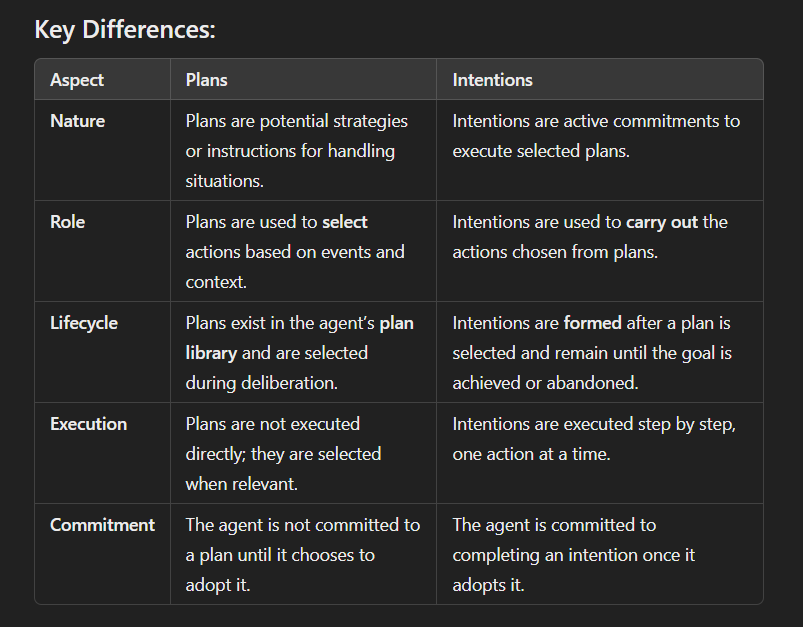 Key Differences:
Aspect Plans Intentions
Nature Plans are potential strategies Intentions are active commitments to
or instructions for handling execute selected plans.
situations.
Role Plans are used to select Intentions are used to carry out the
actions based on events and actions chosen from plans.
context.
Lifecycle Plans exist in the agent's plan Intentions are formed after a plan is
library and are selected selected and remain until the goal is
during deliberation. achieved or abandoned.
Execution Plans are not executed Intentions are executed step by step,
directly; they are selected one action at a time.
when relevant.
Commitment The agent is not committed to The agent is committed to
a plan until it chooses to completing an intention once it
adopt it. adopts it.